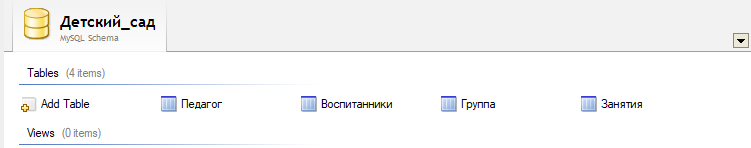 Детский_сад
MySQL Schema
Tables (4 items)
Add Table Педагог Воспитанники Группа Занятия
Views (0 items)